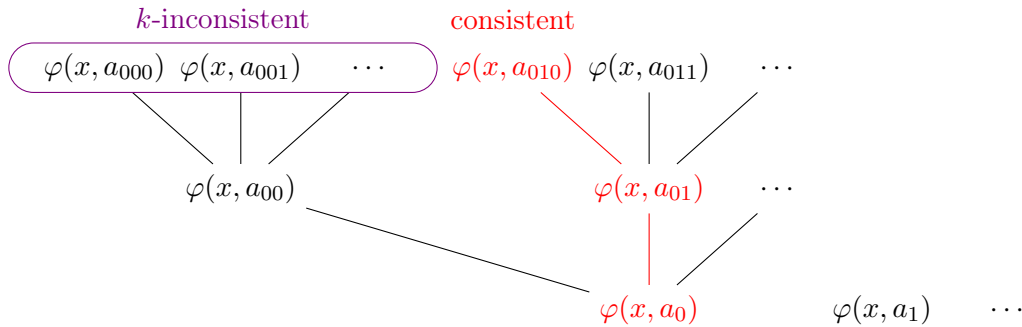 k-inconsistent consistent
φ(x, a₀₀₀) φ(x, a₀₀₁) ⋯ φ(x, a₀₁₀) φ(x, a₀₁₁) ⋯
φ(x, a₀₀) φ(x, a₀₁) ⋯
φ(x, a₀) φ(x, a₁) ⋯